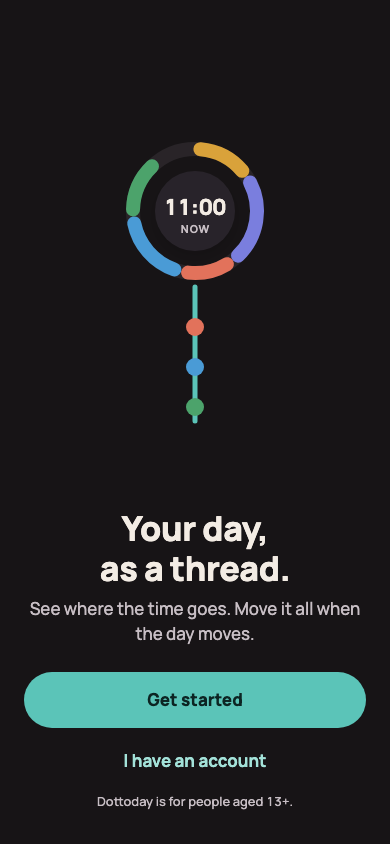 11:00
NOW
Your day,
as a thread.
See where the time goes. Move it all when
the day moves.
Get started
I have an account
Dottoday is for people aged 13+.